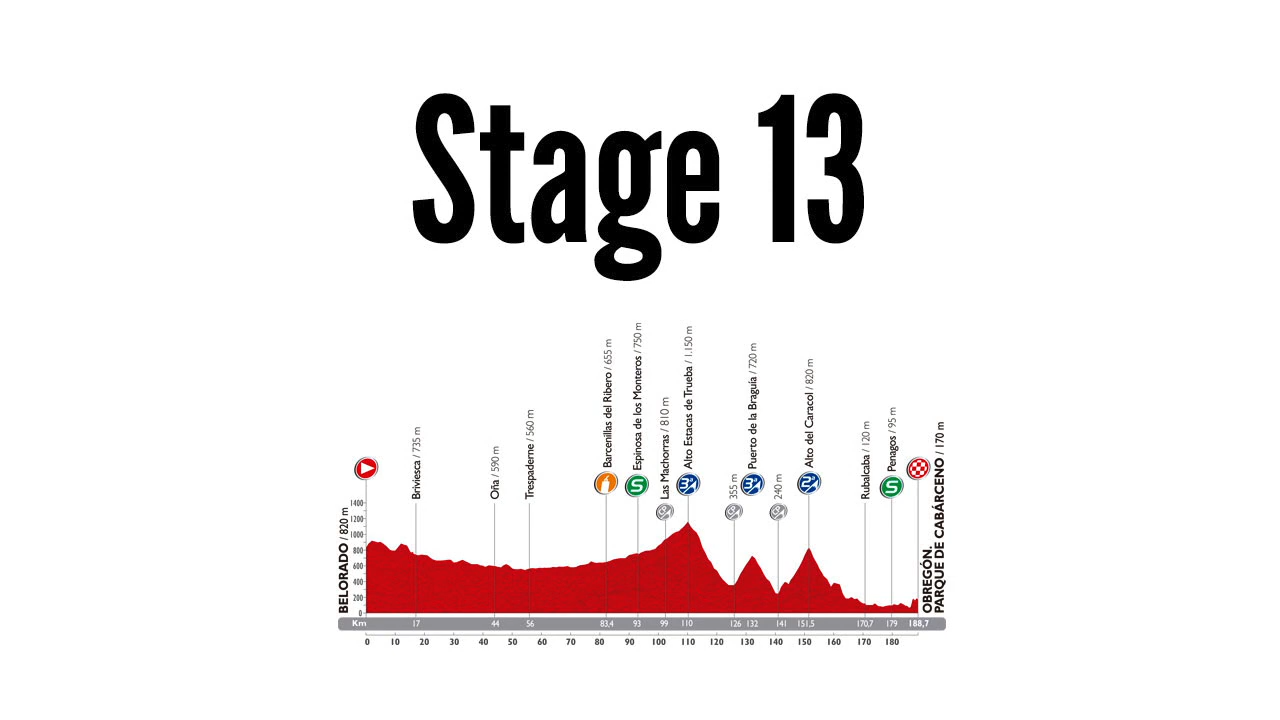 Stage 13
BELORADO / 820 m
Briviesca / 735 m
Oña / 590 m
Trespaderne / 560 m
Barcenillas del Ribero / 655 m
Espinosa de los Monteros / 750 m
Las Machorras / 810 m
Alto Estacas de Trueba / 1.150 m
355 m
Puerto de la Braguía / 720 m
240 m
Alto del Caracol / 820 m
Rubalcaba / 120 m
Penagos / 95 m
OBREGÓN.
PARQUE DE CABÁRCENO / 170 m
S 3ª 3ª 2ª S
1400
1200
1000
800
600
400
200
0
Km 17 44 56 83,4 93 99 110 126 132 141 151,5 170,7 179 188,7
0 10 20 30 40 50 60 70 80 90 100 110 120 130 140 150 160 170 180